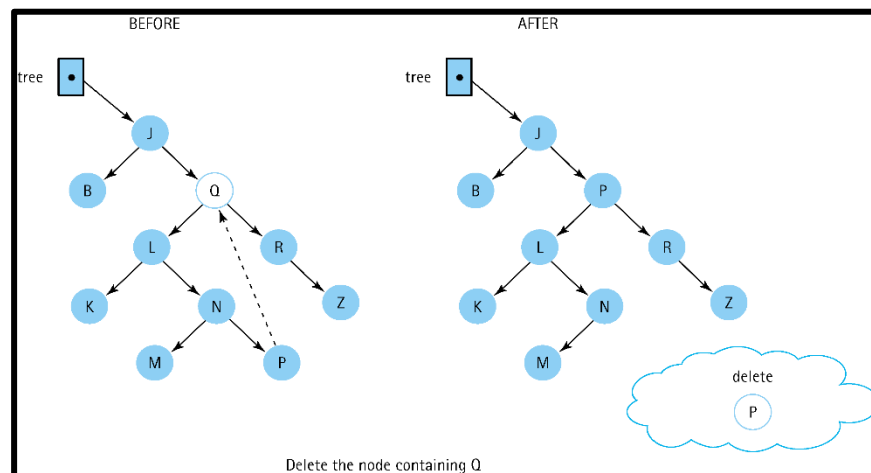 BEFORE
AFTER
tree
tree
J
J
B
Q
B
P
L
R
L
R
K
N
Z
K
N
Z
M
P
M
delete
P
Delete the node containing Q